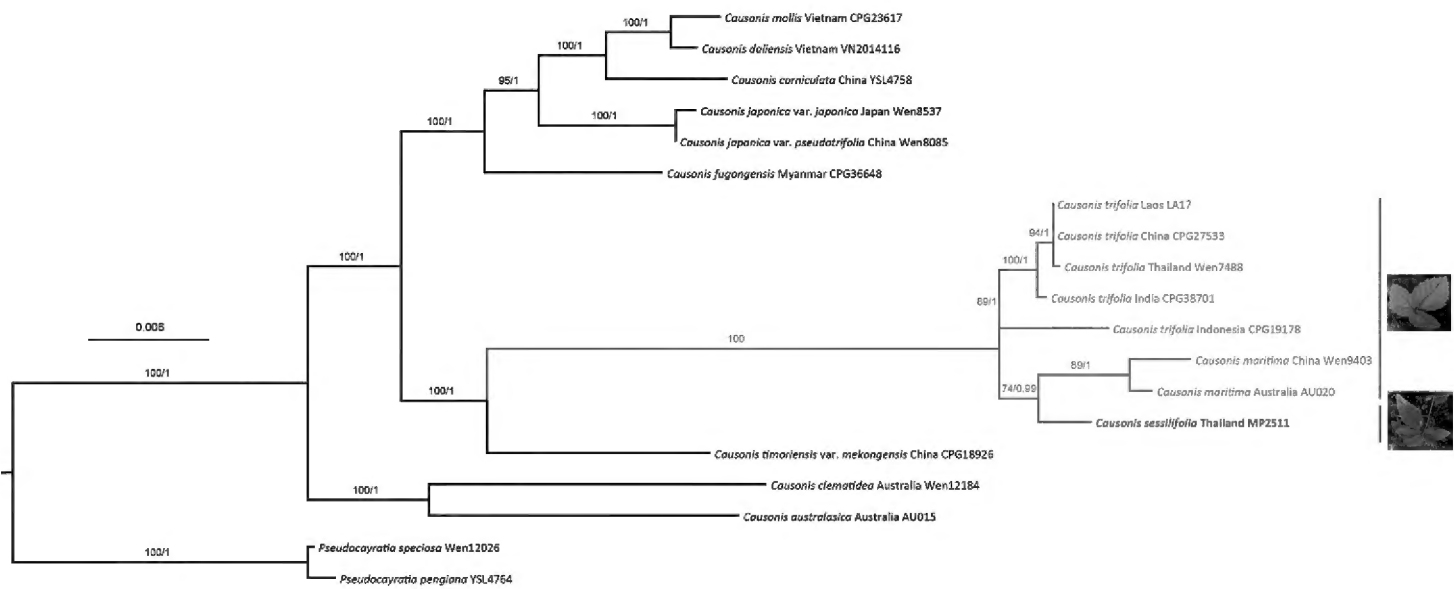 100/1
Causonis mollis Vietnam CPG23617
100/1
Causonis daliensis Vietnam VN2014116
95/1
Causonis corniculata China YSL4758
100/1
Causonis japonica var. japonica Japan Wen8537
100/1
Causonis japonica var. pseudotrifolia China Wen8085
Causonis fugongensis Myanmar CPG36648
Causonis trifolia Laos LA17
94/1
Causonis trifolia China CPG27533
100/1
100/1
Causonis trifolia Thailand Wen7488
89/1
Causonis trifolia India CPG38701
0.008
Causonis trifolia Indonesia CPG19178
100
Causonis maritima China Wen9403
89/1
100/1
74/0.99
Causonis maritima Australia AU020
100/1
Causonis sessilifolia Thailand MP2511
Causonis timoriensis var. mekongensis China CPG18926
Causonis clematidea Australia Wen12184
100/1
Causonis australasica Australia AU015
100/1
Pseudocayratia speciosa Wen12026
Pseudocayratia pengiana YSL4764